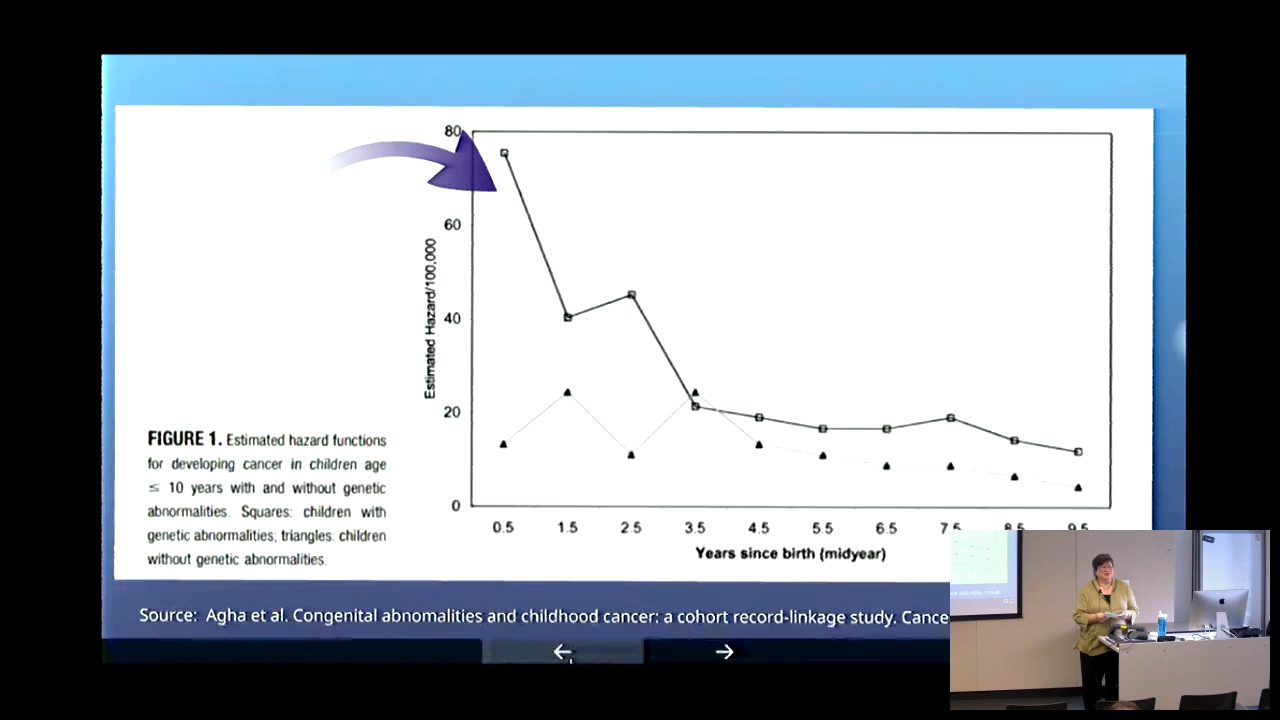 80
60
40
20
0
Estimated Hazard/100,000
0.5 1.5 2.5 3.5 4.5 5.5 6.5 7.5 8.5 9.5
Years since birth (midyear)
FIGURE 1. Estimated hazard functions
for developing cancer in children age
≤ 10 years with and without genetic
abnormalities. Squares: children with
genetic abnormalities; triangles: children
without genetic abnormalities.
Source: Agha et al. Congenital abnomalities and childhood cancer: a cohort record-linkage study. Cance